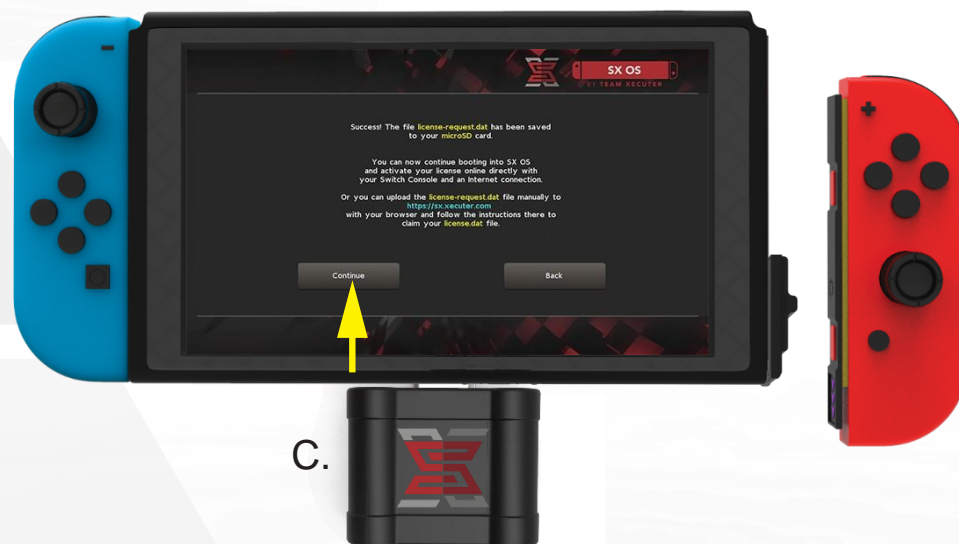 SX OS
BY TEAM XECUTER
Success! The file license-request.dat has been saved
to your microSD card.
You can now continue booting into SX OS
and activate your license online directly with
your Switch Console and an Internet connection.
Or you can upload the license-request.dat file manually to
https://sx.xecuter.com
with your browser and follow the instructions there to
claim your license.dat file.
Continue
Back
C.